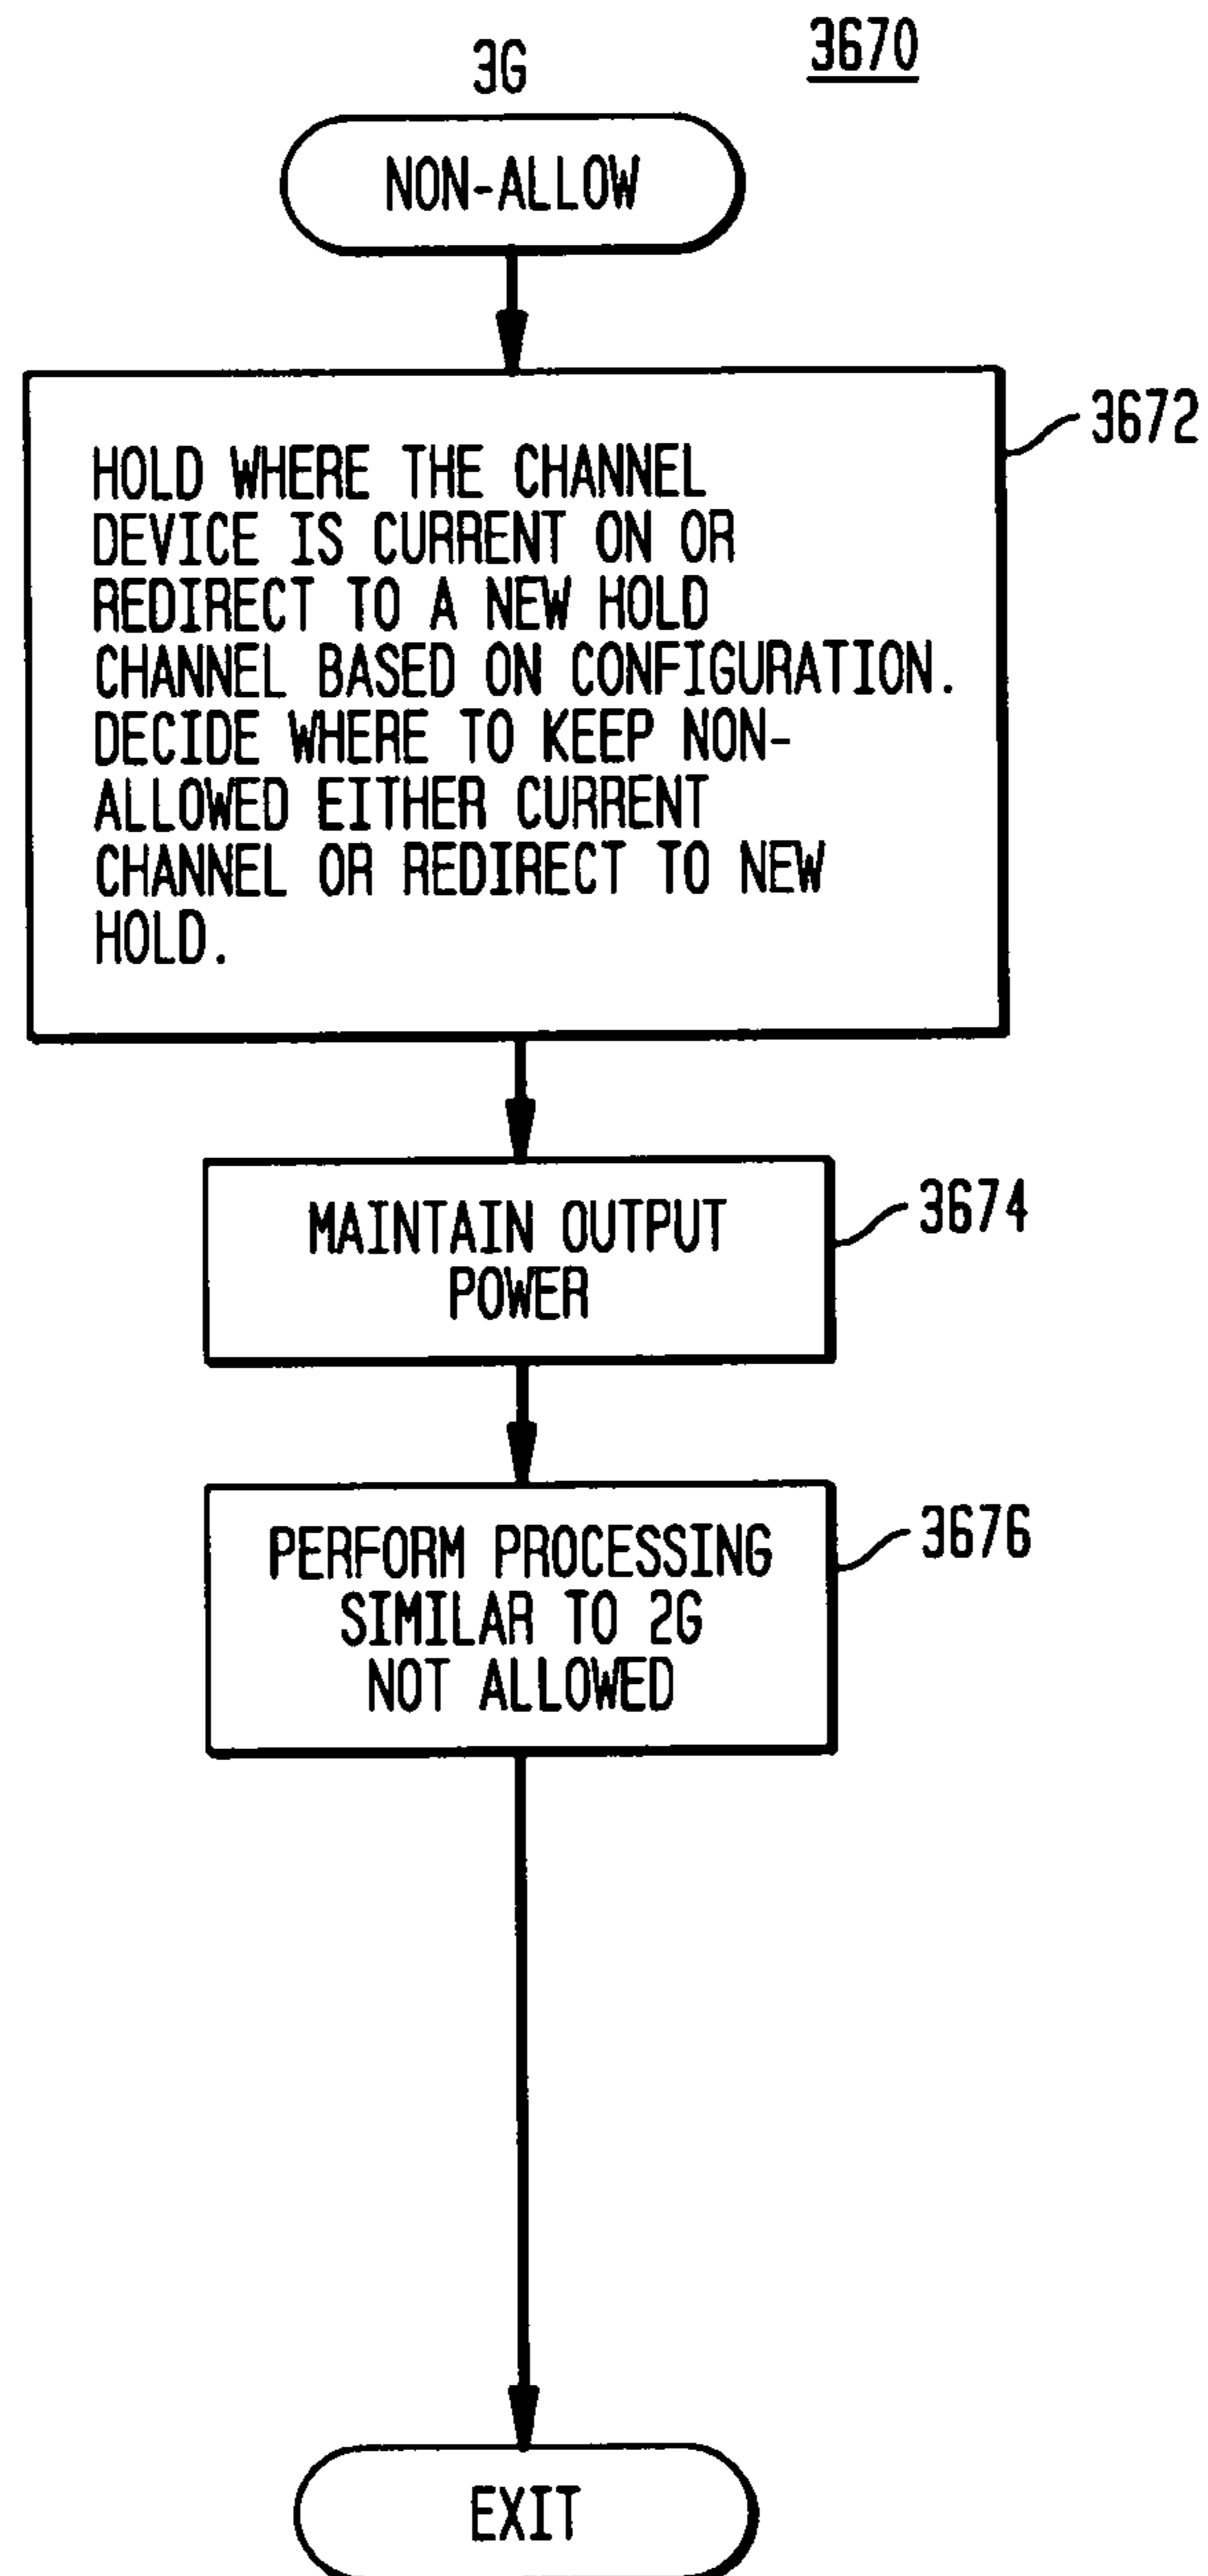 3G
3670
NON-ALLOW
HOLD WHERE THE CHANNEL
DEVICE IS CURRENT ON OR
REDIRECT TO A NEW HOLD
CHANNEL BASED ON CONFIGURATION.
DECIDE WHERE TO KEEP NON-
ALLOWED EITHER CURRENT
CHANNEL OR REDIRECT TO NEW
HOLD.
3672
MAINTAIN OUTPUT
POWER
3674
PERFORM PROCESSING
SIMILAR TO 2G
NOT ALLOWED
3676
EXIT